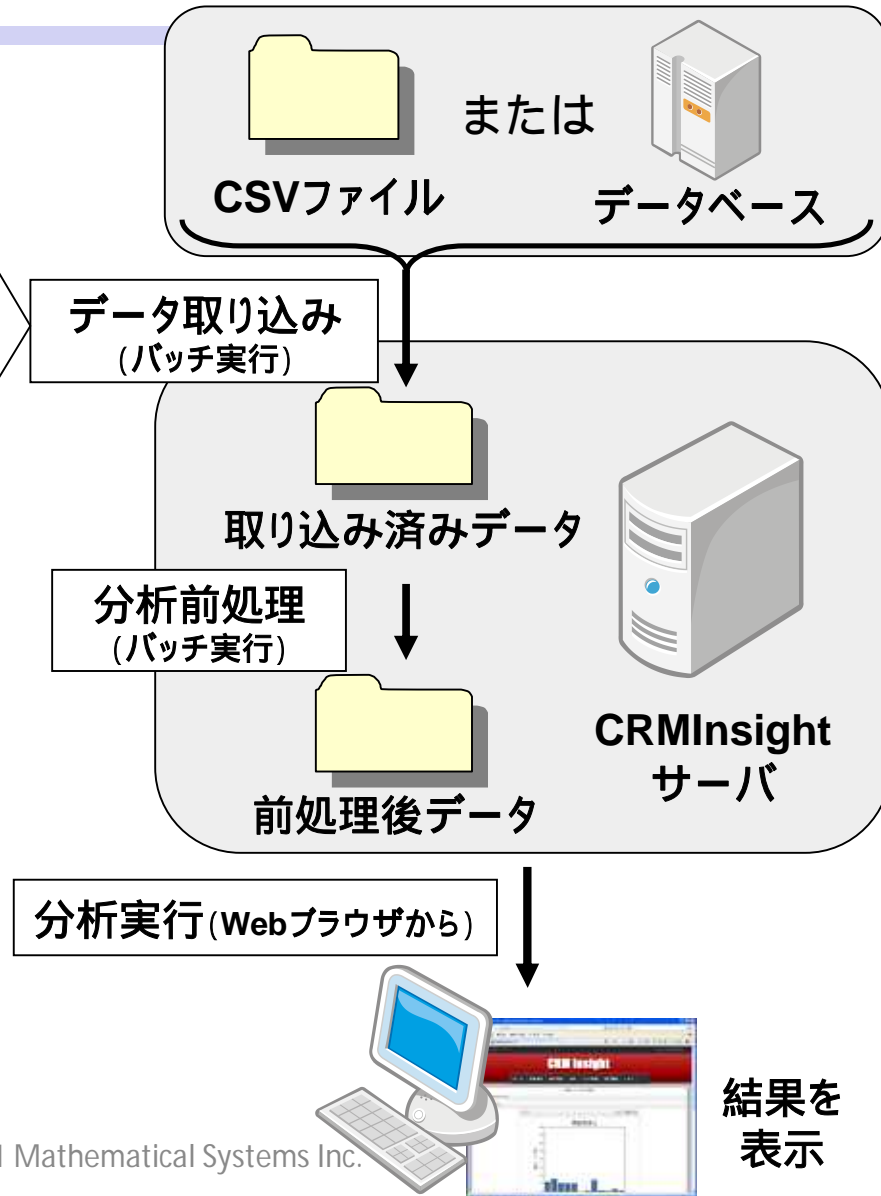 または
CSVファイル
データベース
データ取り込み
(バッチ実行)
取り込み済みデータ
分析前処理
(バッチ実行)
CRMInsight
サーバ
前処理後データ
分析実行(Webブラウザから)
CRM Insight
結果を
表示
Mathematical Systems Inc.